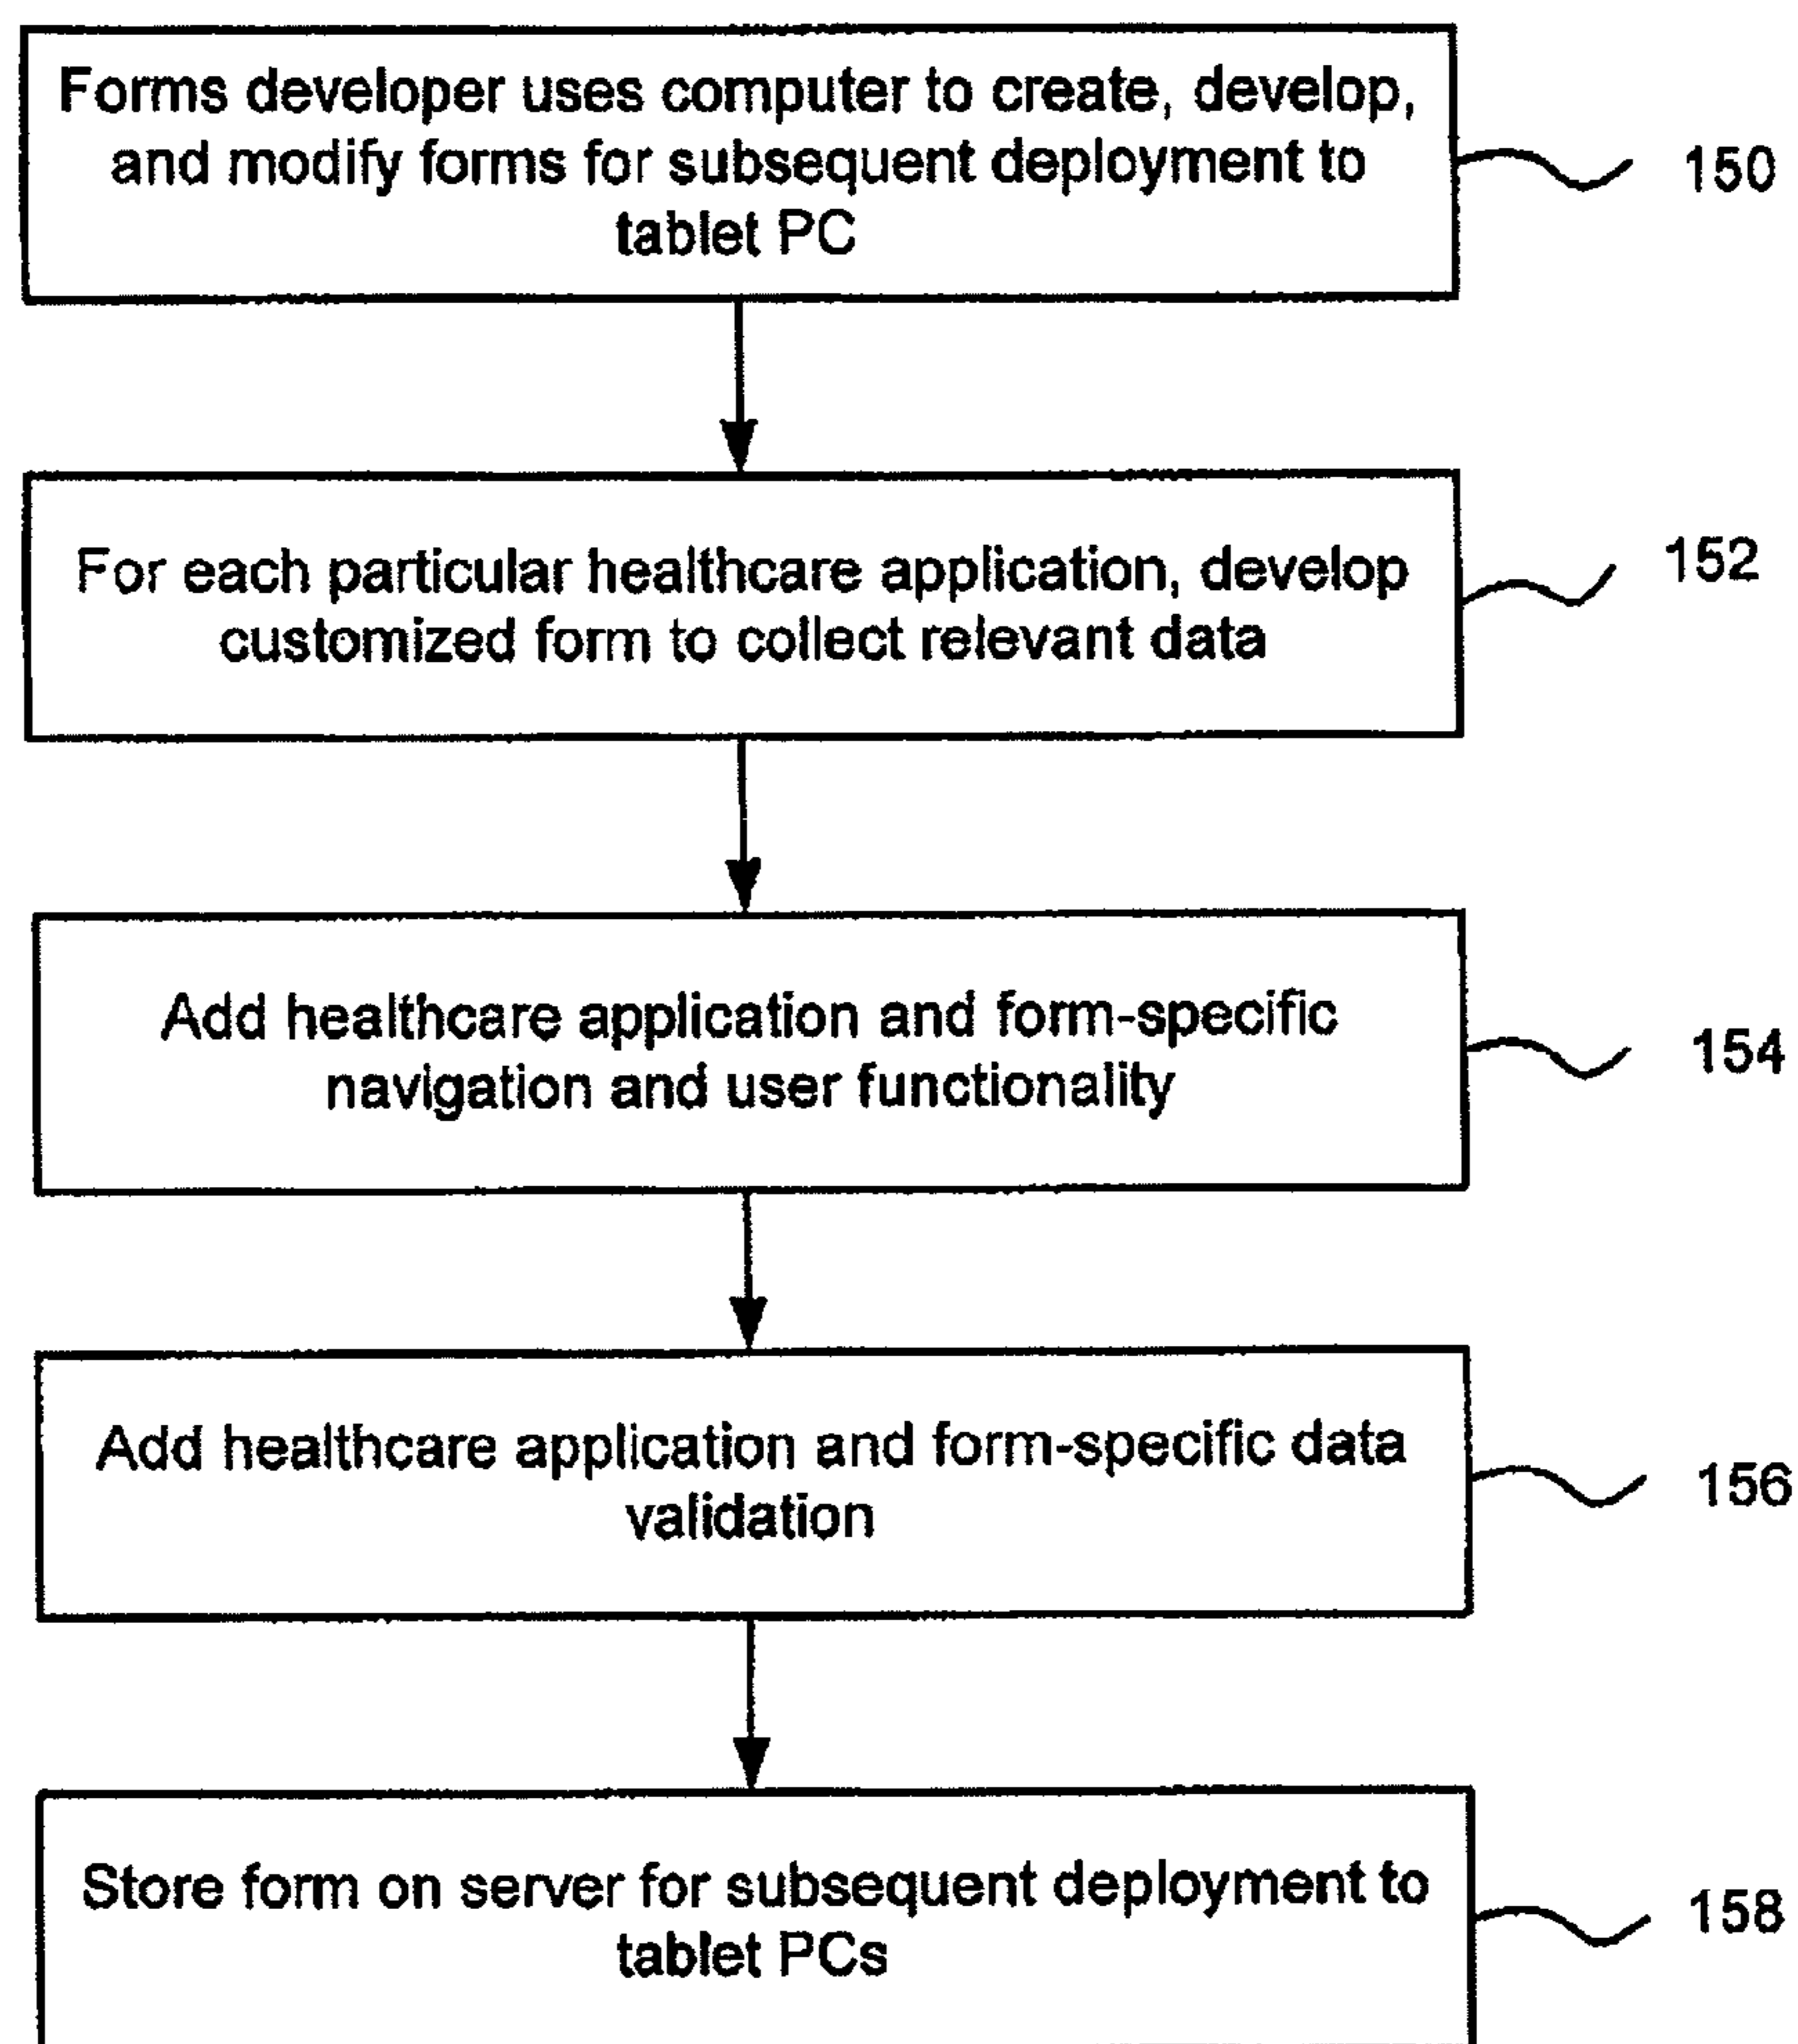 Forms developer uses computer to create, develop,
and modify forms for subsequent deployment to
tablet PC
150
For each particular healthcare application, develop
customized form to collect relevant data
152
Add healthcare application and form-specific
navigation and user functionality
154
Add healthcare application and form-specific data
validation
156
Store form on server for subsequent deployment to
tablet PCs
158